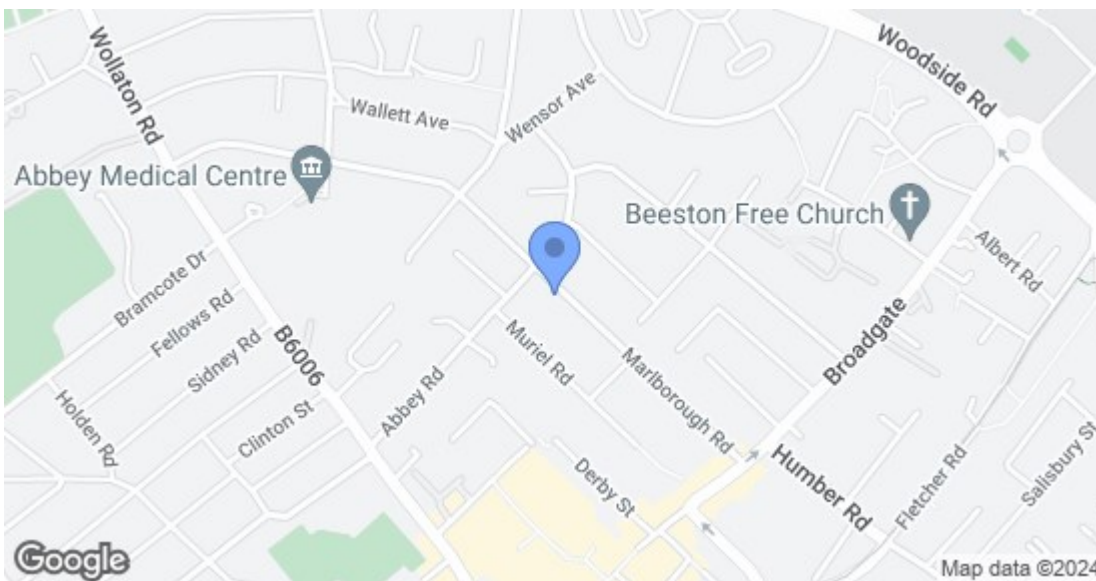 Woodside Rd
Wollaton Rd
Wallett Ave
Wensor Ave
Abbey Medical Centre
Beeston Free Church
Albert Rd
Bramcote Dr
Fellows Rd
Sidney Rd
B6006
Holden Rd
Clinton St
Abbey Rd
Muriel Rd
Marlborough Rd
Broadgate
Derby St
Humber Rd
Fletcher Rd
Salisbury St
Google
Map data ©2024